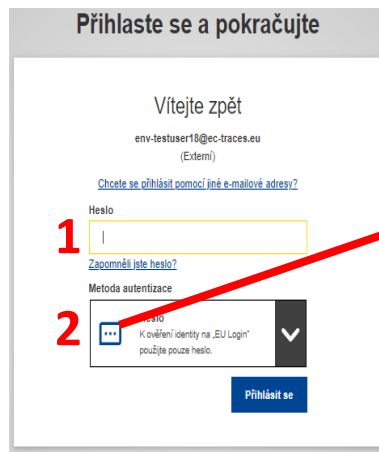 Přihlaste se a pokračujte
Vítejte zpět
env-testuser18@ec-traces.eu
(Externí)
Chcete se přihlásit pomocí jiné e-mailové adresy?
Heslo
1
Zapomněli jste heslo?
Metoda autentizace
2
Heslo
K ověření identity na „EU Login“
použijte pouze heslo.
Přihlásit se